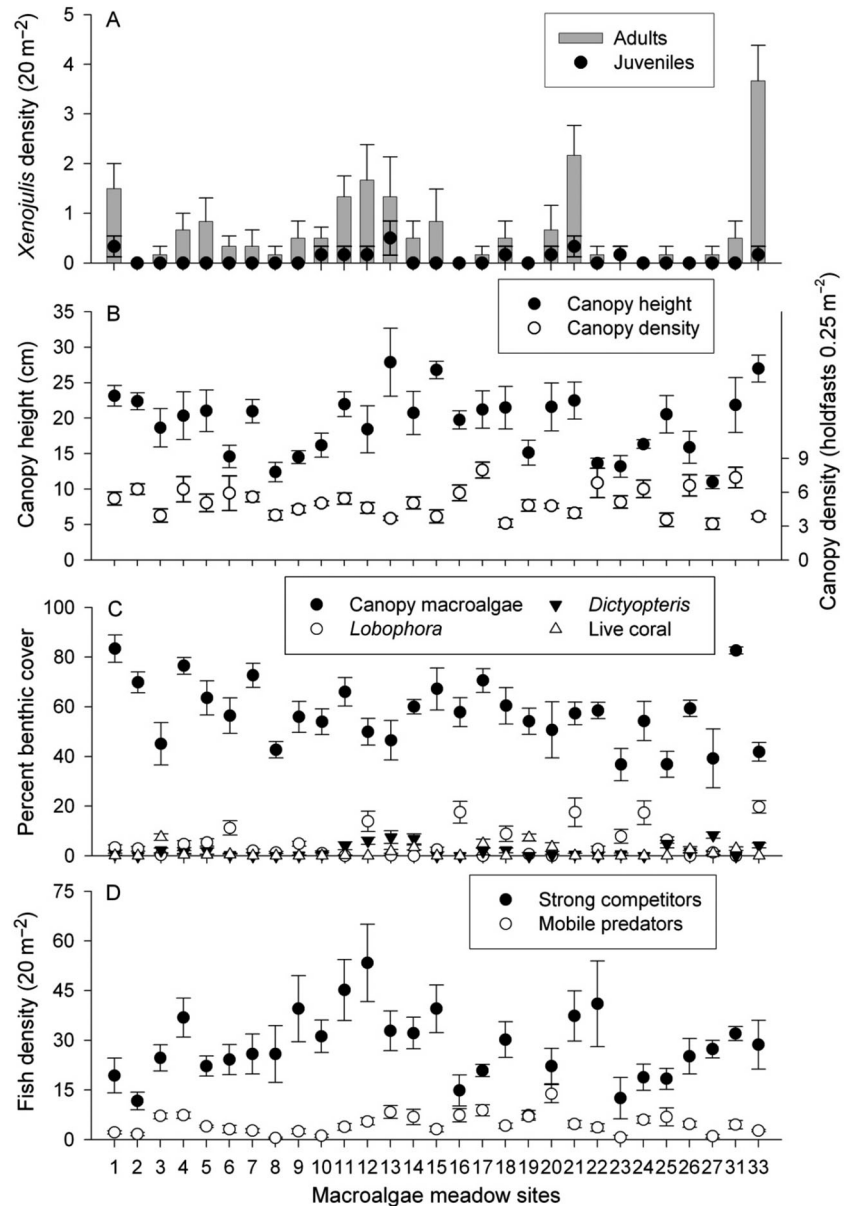 A
Adults
Juveniles
Xenojulis density (20 m−2)
5
4
3
2
1
0
B
Canopy height
Canopy density
Canopy height (cm)
35
30
25
20
15
10
5
0
Canopy density (holdfasts 0.25 m−2)
9
6
3
0
C
Canopy macroalgae
Lobophora
Dictyopteris
Live coral
Percent benthic cover
100
80
60
40
20
0
D
Strong competitors
Mobile predators
Fish density (20 m−2)
75
60
45
30
15
0
1 2 3 4 5 6 7 8 9 10 11 12 13 14 15 16 17 18 19 20 21 22 23 24 25 26 27 31 33
Macroalgae meadow sites